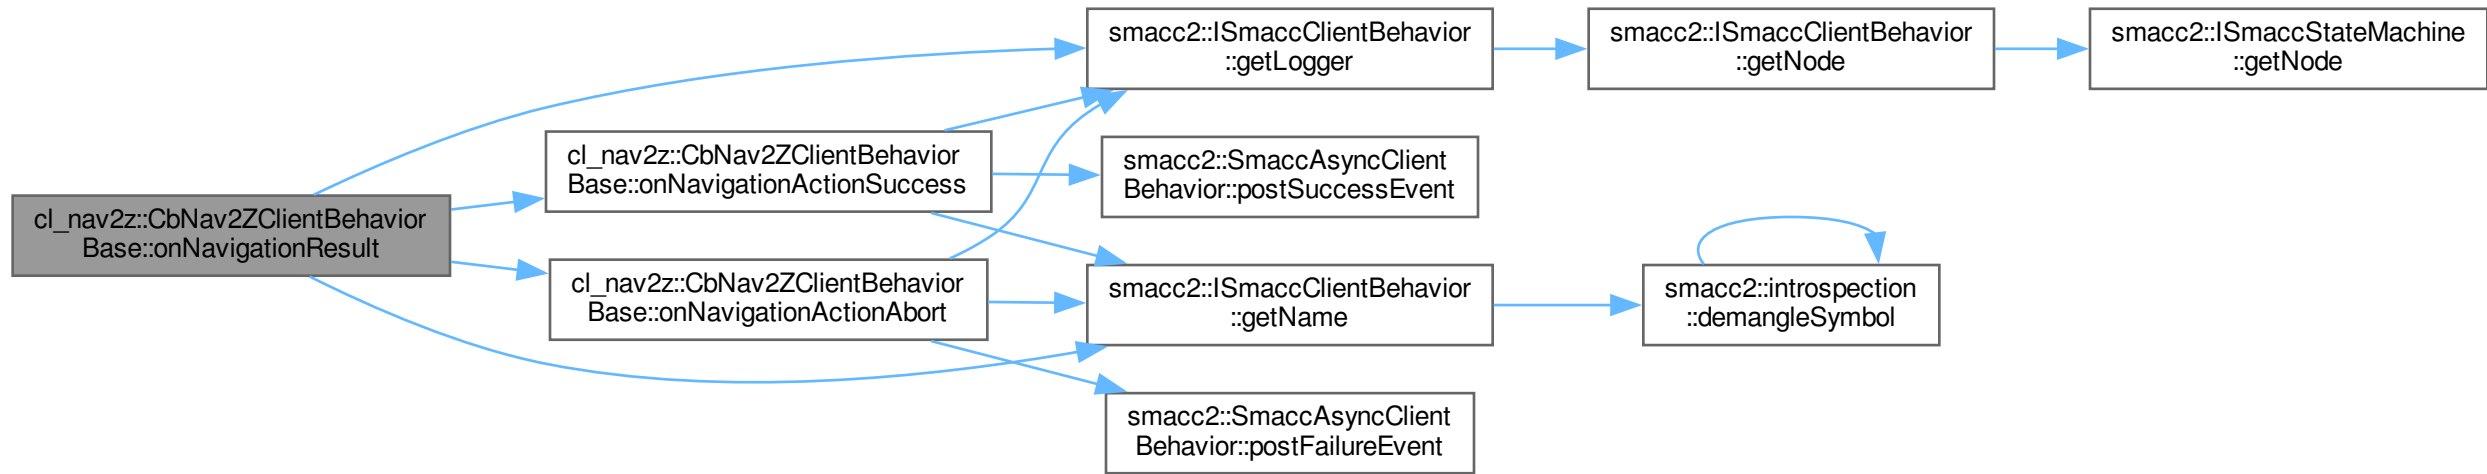 smacc2::ISmaccClientBehavior
::getLogger
smacc2::ISmaccClientBehavior
::getNode
smacc2::ISmaccStateMachine
::getNode
cl_nav2z::CbNav2ZClientBehavior
Base::onNavigationActionSuccess
smacc2::SmaccAsyncClient
Behavior::postSuccessEvent
cl_nav2z::CbNav2ZClientBehavior
Base::onNavigationResult
cl_nav2z::CbNav2ZClientBehavior
Base::onNavigationActionAbort
smacc2::ISmaccClientBehavior
::getName
smacc2::introspection
::demangleSymbol
smacc2::SmaccAsyncClient
Behavior::postFailureEvent